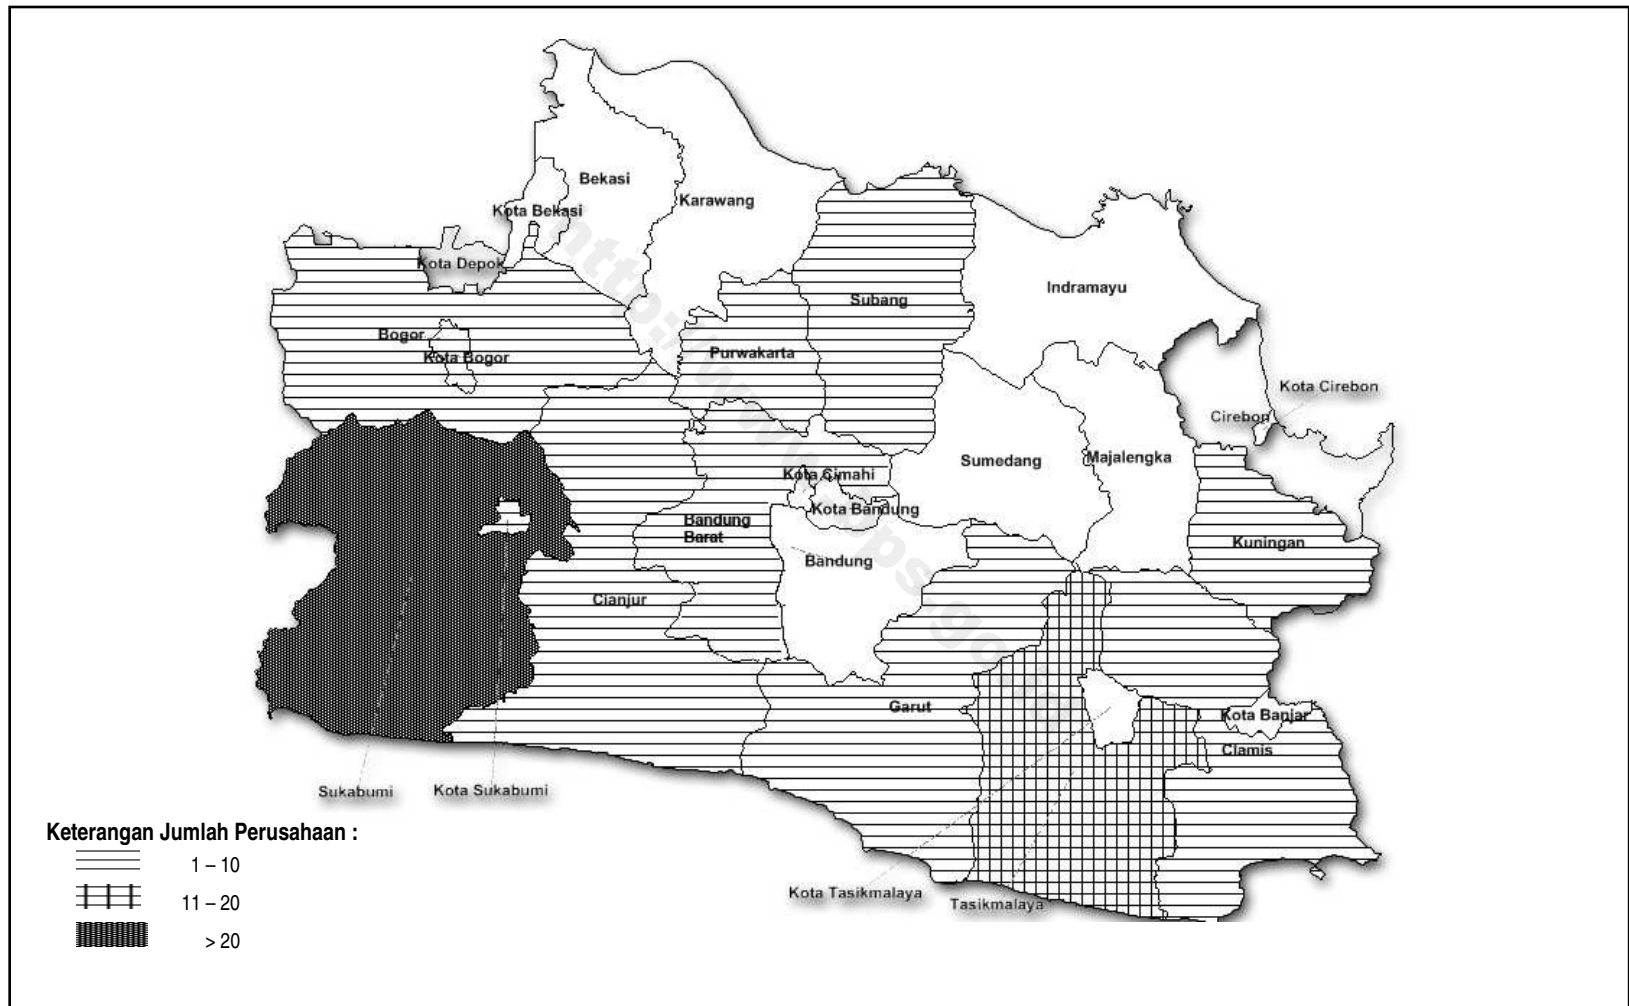 Bekasi
Karawang
Kota Bekasi
Kota Depok
Indramayu
Subang
Bogor
Kota Bogor
Purwakarta
Kota Cirebon
Cirebon
Sumedang
Majalengka
Kota Cimahi
Kota Bandung
Bandung
Barat
Bandung
Kuningan
Cianjur
Garut
Kota Banjar
Ciamis
Sukabumi
Kota Sukabumi
Kota Tasikmalaya
Tasikmalaya
Keterangan Jumlah Perusahaan :
1 – 10
11 – 20
> 20